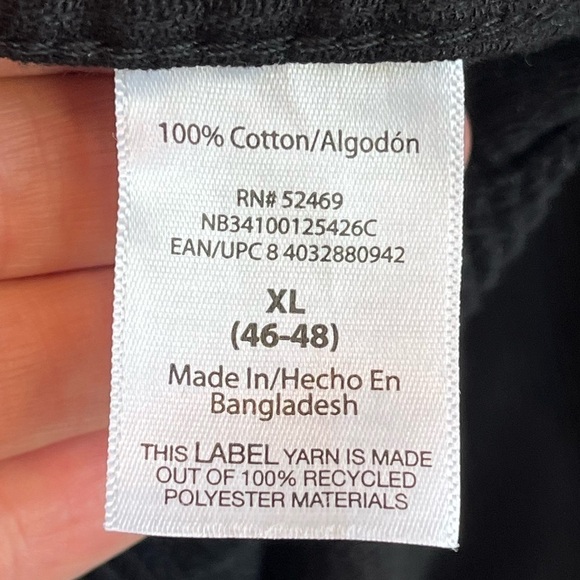 100% Cotton/Algodón
RN# 52469
NB34100125426C
EAN/UPC 8 4032880942
XL
(46-48)
Made In/Hecho En
Bangladesh
THIS LABEL YARN IS MADE
OUT OF 100% RECYCLED
POLYESTER MATERIALS